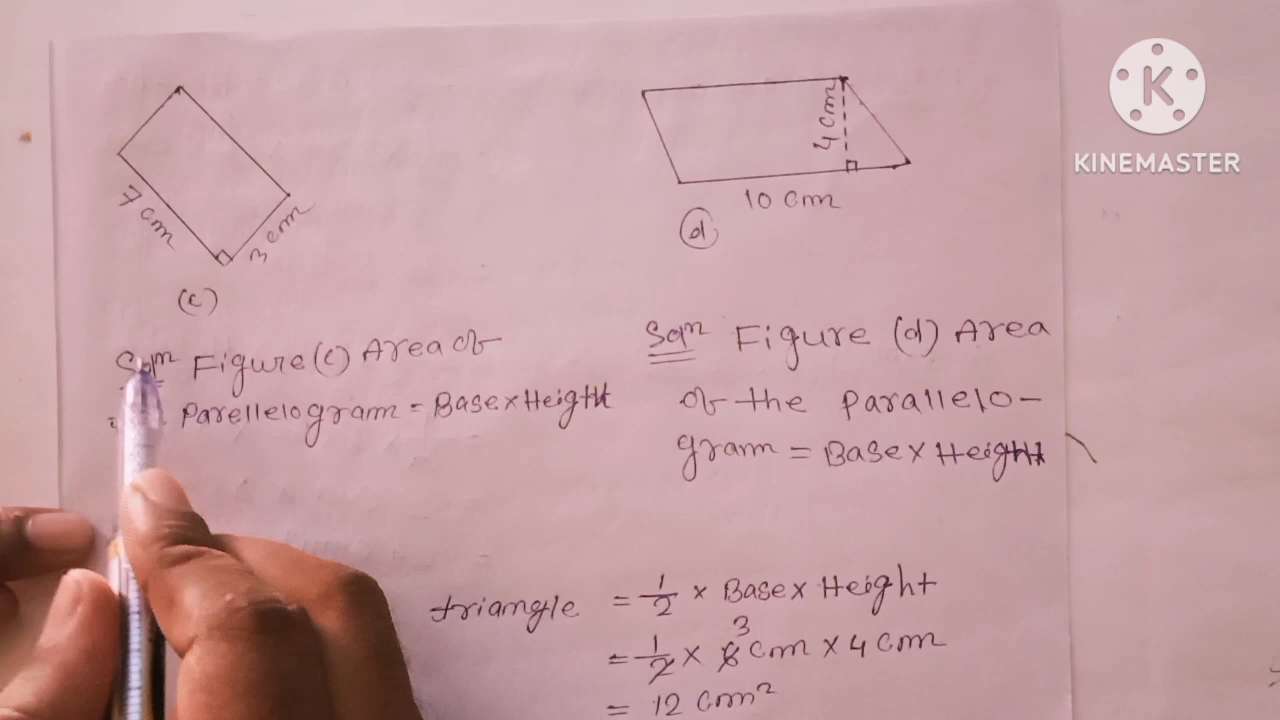 7 cm
3 cm
(c)
4 cm
10 cm
(d)
KINEMASTER
Figure (c) Area of
Parellelogram = Base x Height
Soln Figure (d) Area
of the parallelo-
gram = Base x Height
triangle = 1/2 x Base x Height
= 1/2 x 6 3 cm x 4 cm
= 12 cm²